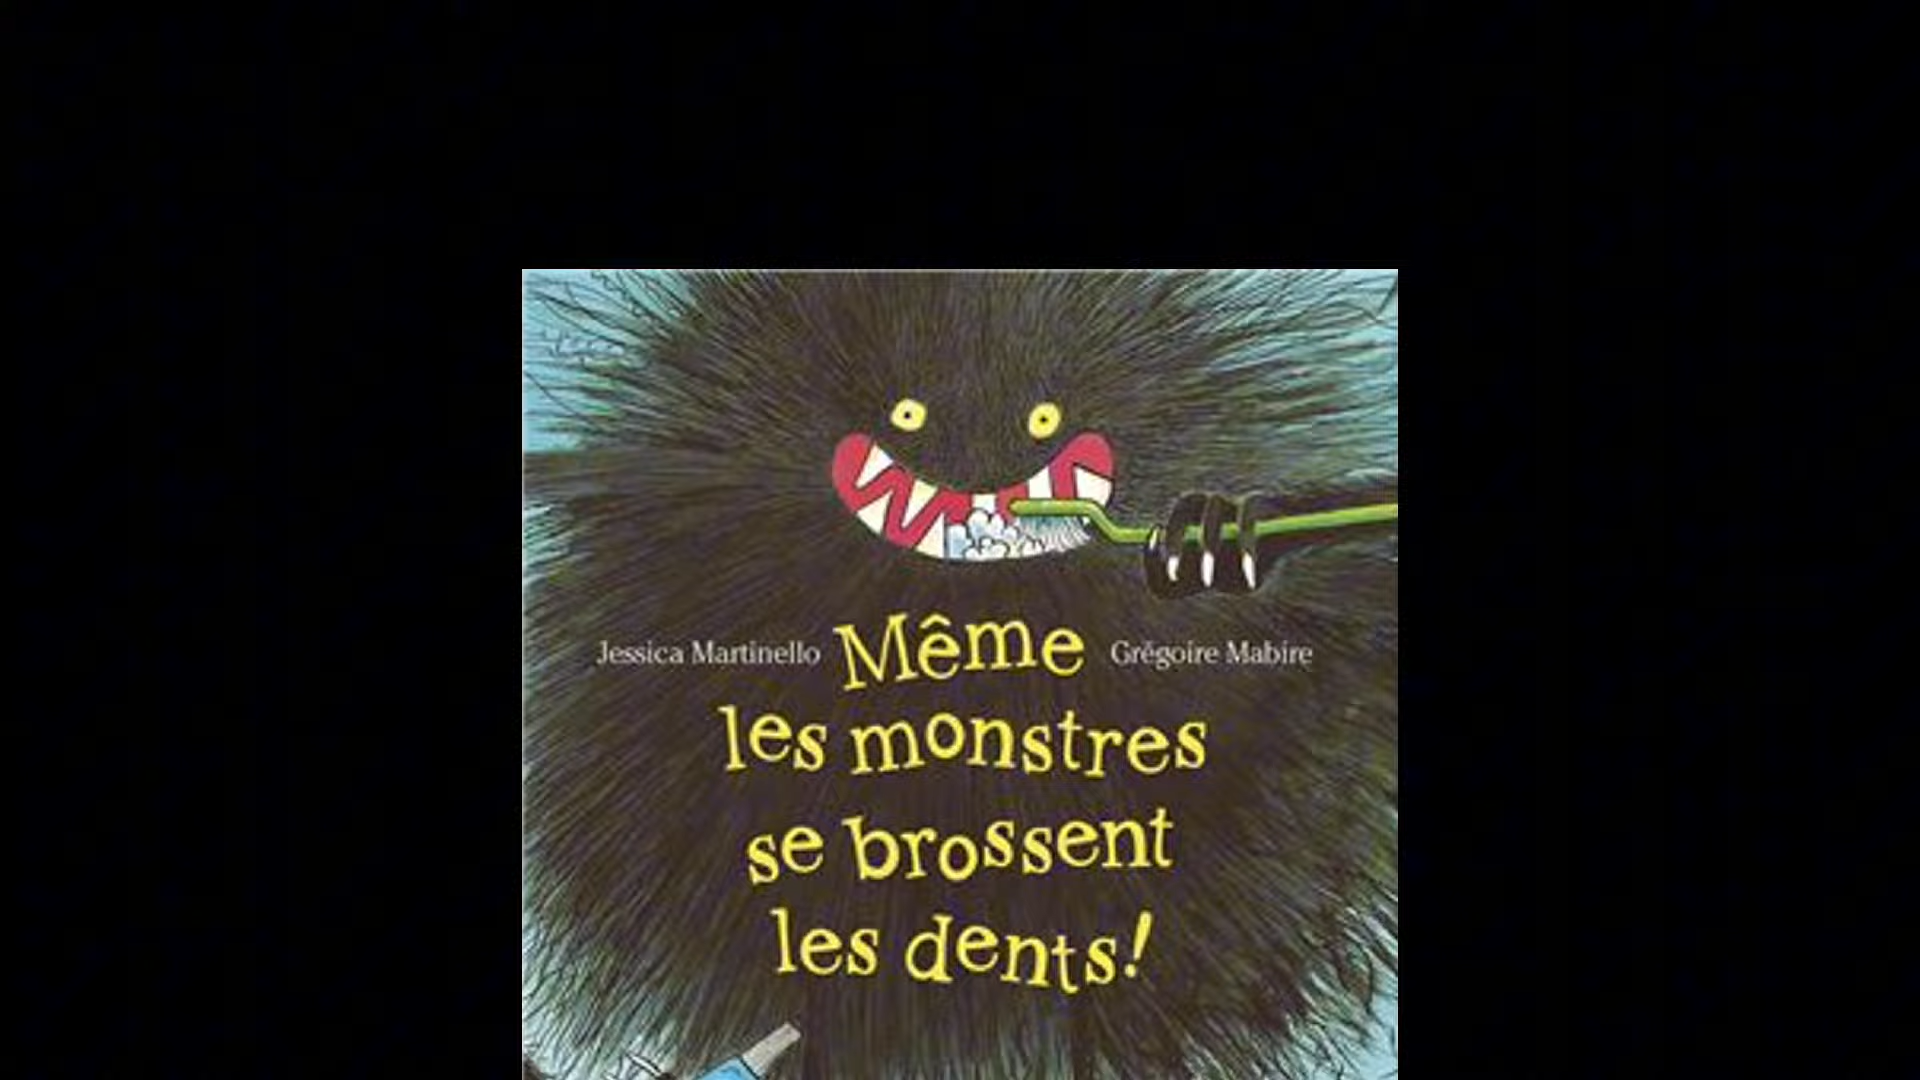 Jessica Martinello Même Grégoire Mabire
les monstres
se brossent
les dents!